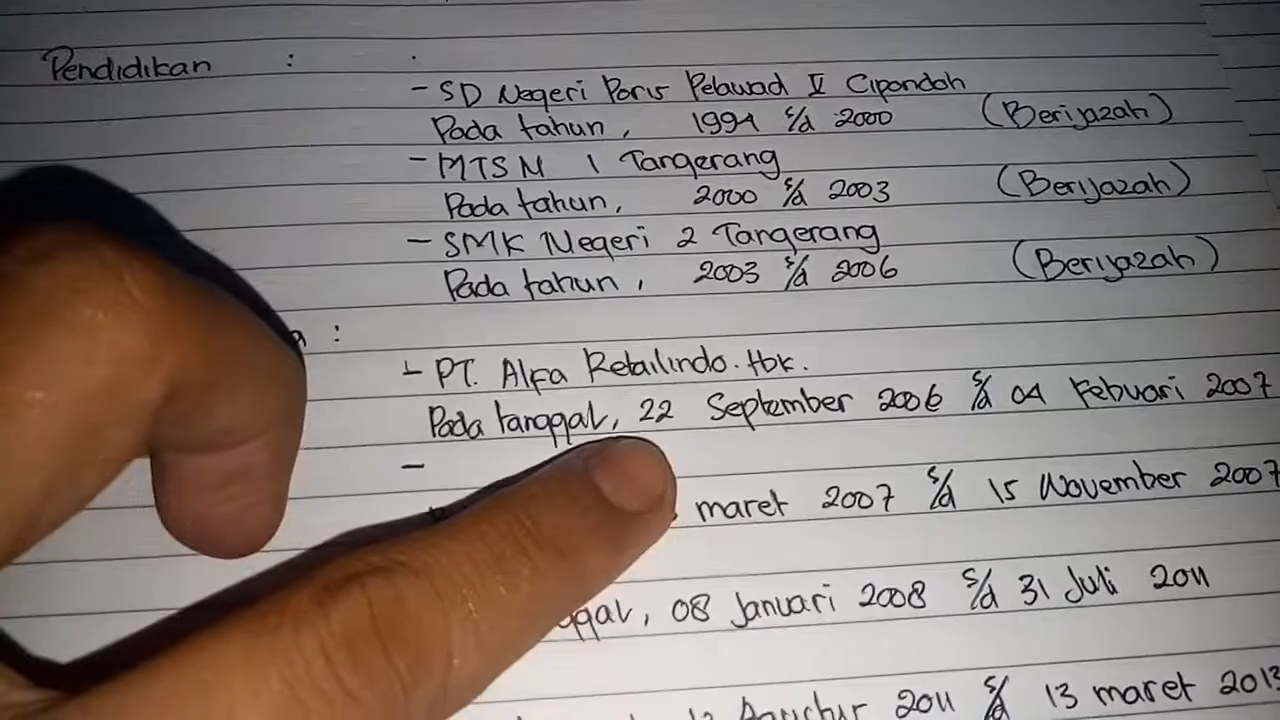 Pendidikan :
- SD Negeri Poris Pelawad II Cipondoh
Pada tahun, 1994 s/d 2000 (Berijazah)
- MTSN 1 Tangerang
Pada tahun, 2000 s/d 2003 (Berijazah)
- SMK Negeri 2 Tangerang
Pada tahun, 2003 s/d 2006 (Berijazah)
:
- PT. Alfa Retailindo. tbk.
Pada tanggal, 22 September 2006 s/d 04 Febuari 2007
-
maret 2007 s/d 15 November 2007
08 Januari 2008 s/d 31 Juli 2011
2011 s/d 13 maret 2013